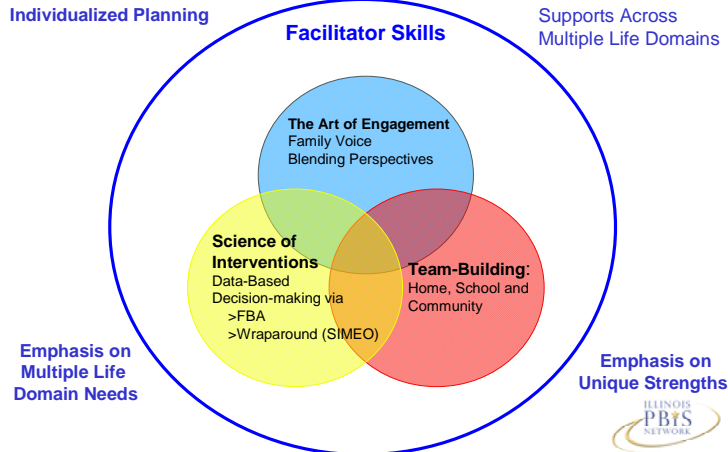 Individualized Planning
Supports Across
Multiple Life Domains
Facilitator Skills
The Art of Engagement
Family Voice
Blending Perspectives
Science of
Interventions
Data-Based
Decision-making via
>FBA
>Wraparound (SIMEO)
Team-Building:
Home, School and
Community
Emphasis on
Multiple Life
Domain Needs
Emphasis on
Unique Strengths
ILLINOIS
PBiS
NETWORK